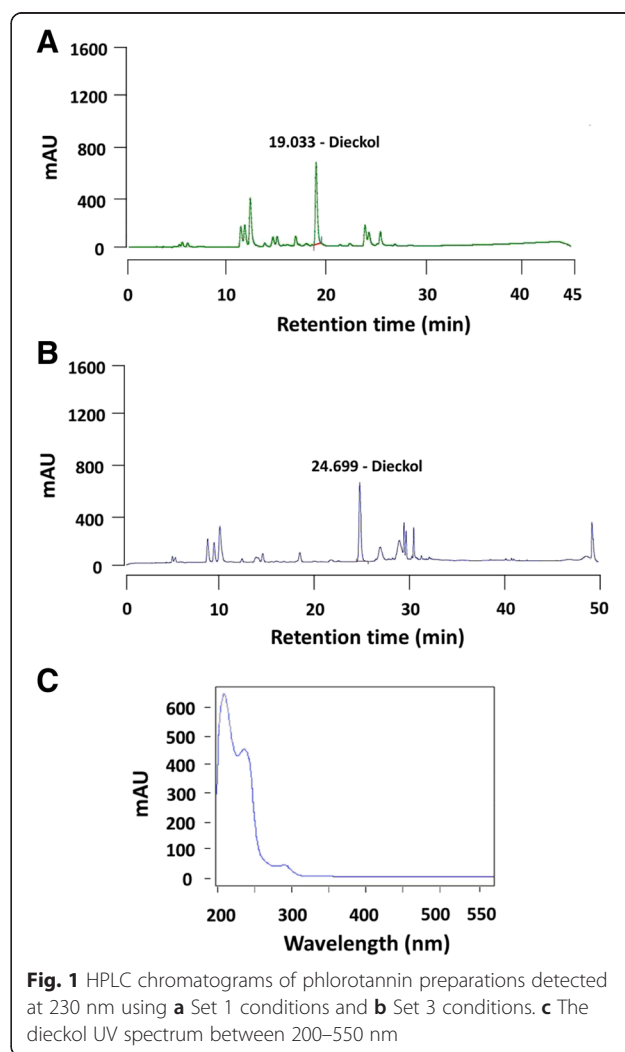 A
1600
1200
800
400
0
mAU
19.033 - Dieckol
0 10 20 30 40 45
Retention time (min)
B
1600
1200
800
400
0
mAU
24.699 - Dieckol
0 10 20 30 40 50
Retention time (min)
C
600
500
400
300
200
100
0
mAU
200 300 400 500 550
Wavelength (nm)
Fig. 1 HPLC chromatograms of phlorotannin preparations detected
at 230 nm using a Set 1 conditions and b Set 3 conditions. c The
dieckol UV spectrum between 200–550 nm